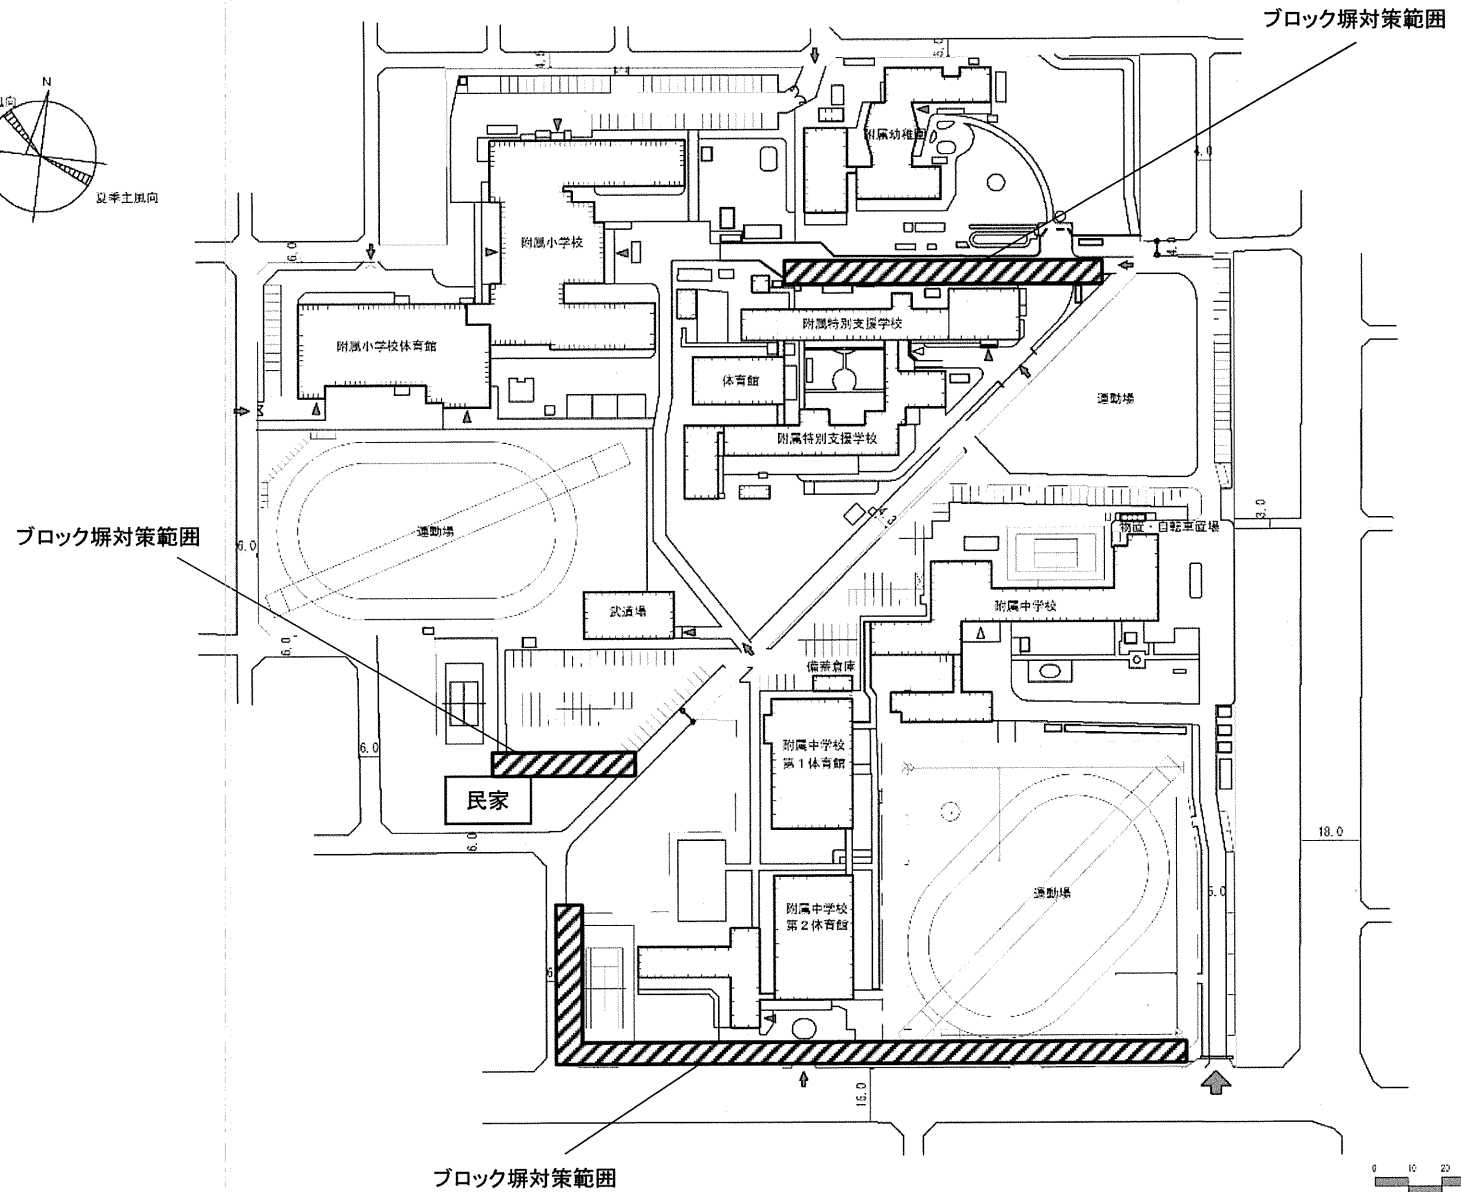 ブロック塀対策範囲
N
夏季主風向
5.0
附属幼稚園
4.0
6.0
附属小学校
附属特別支援学校
附属小学校体育館
体育館
運動場
附属特別支援学校
3.0
物置・自転車置場
運動場
ブロック塀対策範囲
6.0
附属中学校
武道場
6.0
備蓄倉庫
6.0
附属中学校
第1体育館
民家
6.0
18.0
運動場
6.0
附属中学校
第2体育館
6
16.0
ブロック塀対策範囲
0 10 20